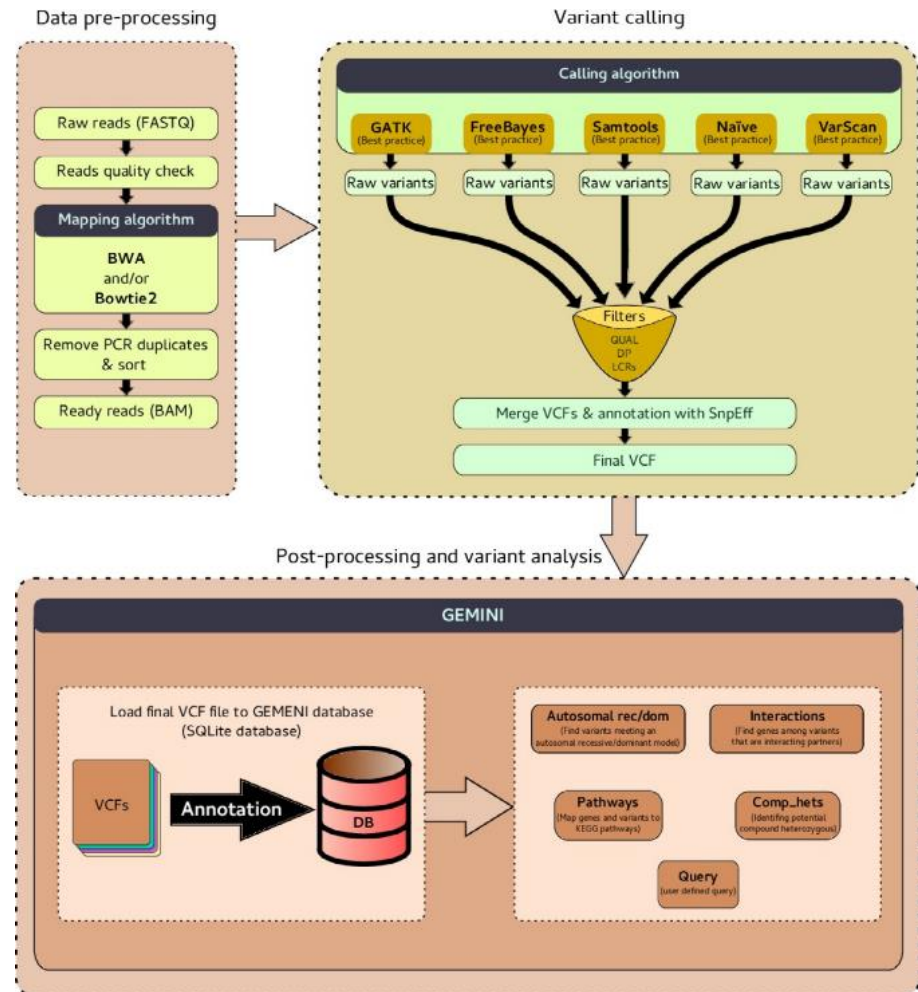 Data pre-processing
Variant calling
Raw reads (FASTQ)
Reads quality check
Mapping algorithm
BWA
and/or
Bowtie2
Remove PCR duplicates
& sort
Ready reads (BAM)
Calling algorithm
GATK
(Best practice)
FreeBayes
(Best practice)
Samtools
(Best practice)
Naïve
(Best practice)
VarScan
(Best practice)
Raw variants
Raw variants
Raw variants
Raw variants
Raw variants
Filters
QUAL
DP
LCRs
Merge VCFs & annotation with SnpEff
Final VCF
Post-processing and variant analysis
GEMINI
Load final VCF file to GEMENI database
(SQLite database)
VCFs
Annotation
DB
Autosomal rec/dom
(Find variants meeting an
autosomal recessive/dominant model)
Interactions
(Find genes among variants
that are interacting partners)
Pathways
(Map genes and variants to
KEGG pathways)
Comp_hets
(Identifing potential
compound heterozygous)
Query
(user defined query)